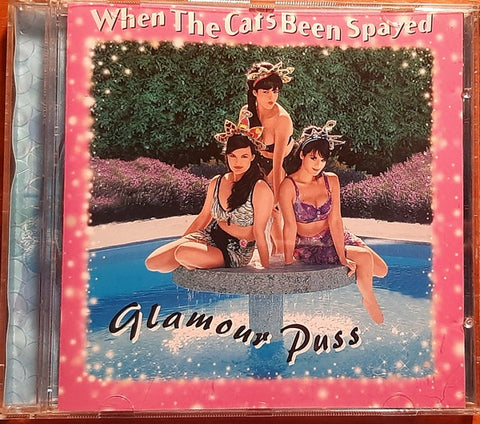 When The Cats Been Spayed
Glamour Puss